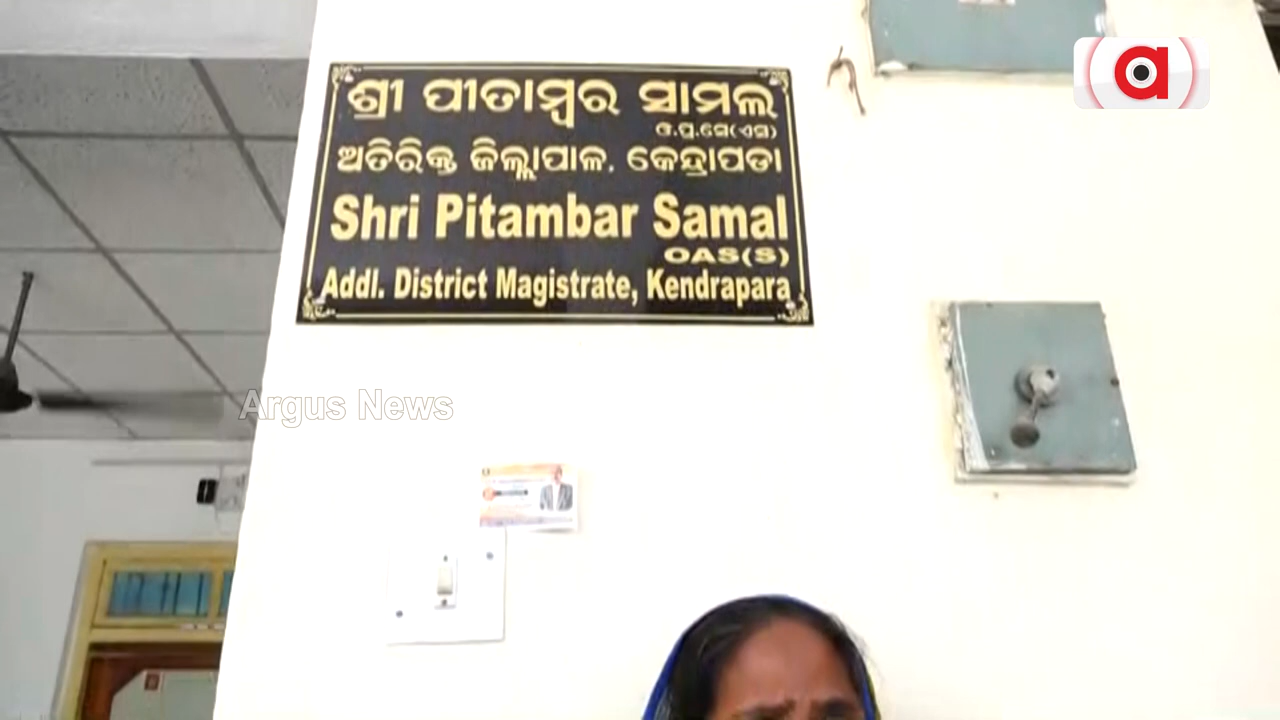 ଶ୍ରୀ ପୀତାମ୍ବର ସାମଲ
ଓ.ପ୍ର.ସେ(ଏସ)
ଅତିରିକ୍ତ ଜିଲ୍ଲାପାଳ, କେନ୍ଦ୍ରାପଡା
Shri Pitambar Samal
OAS(S)
Addl. District Magistrate, Kendrapara
Argus News
a